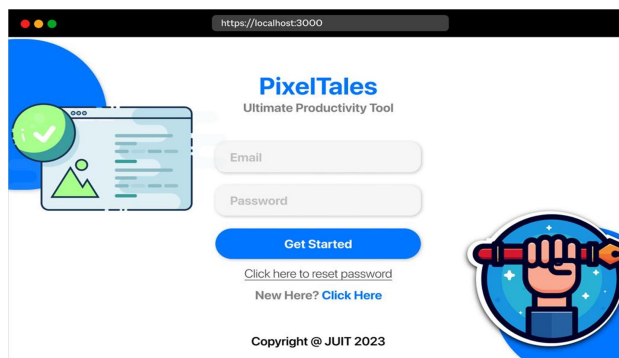 https://localhost:3000
PixelTales
Ultimate Productivity Tool
Email
Password
Get Started
Click here to reset password
New Here? Click Here
Copyright @ JUIT 2023